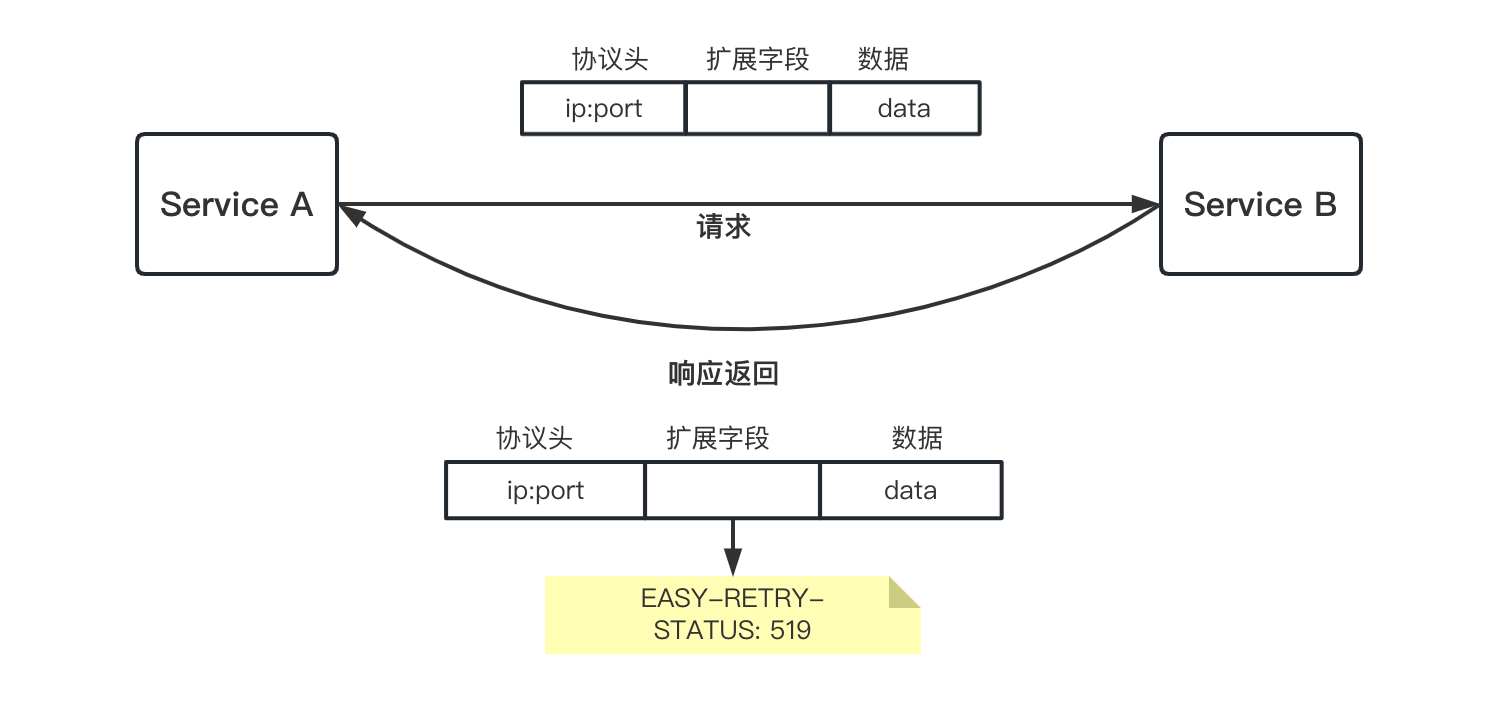 协议头 扩展字段 数据
ip:port data
Service A
Service B
请求
响应返回
协议头 扩展字段 数据
ip:port data
EASY-RETRY-
STATUS: 519